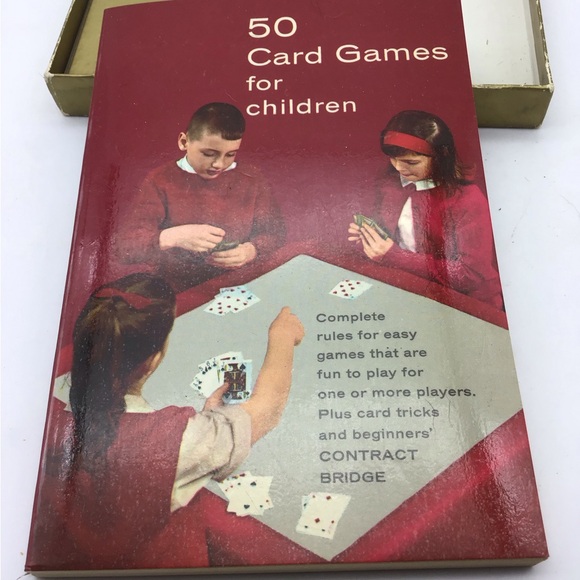 50
Card Games
for
children
Complete
rules for easy
games that are
fun to play for
one or more players.
Plus card tricks
and beginners'
CONTRACT
BRIDGE